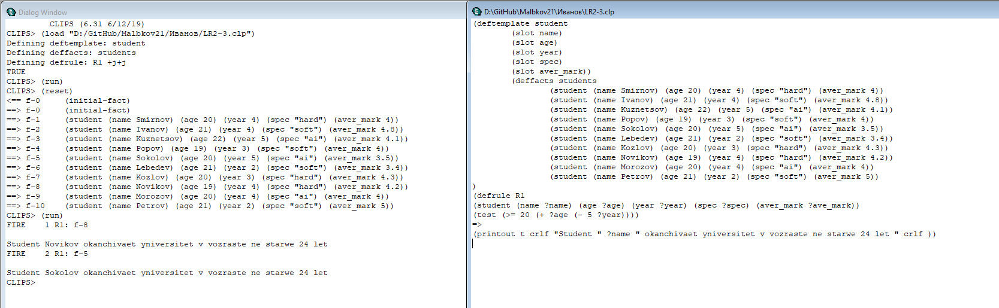 Dialog Window
CLIPS (6.31 6/12/19)
CLIPS> (load "D:/GitHub/Malbkov21/Иванов/LR2-3.clp")
Defining deftemplate: student
Defining deffacts: students
Defining defrule: R1 +j+j
TRUE
CLIPS> (run)
CLIPS> (reset)
<== f-0 (initial-fact)
==> f-0 (initial-fact)
==> f-1 (student (name Smirnov) (age 20) (year 4) (spec "hard") (aver_mark 4))
==> f-2 (student (name Ivanov) (age 21) (year 4) (spec "soft") (aver_mark 4.8))
==> f-3 (student (name Kuznetsov) (age 22) (year 5) (spec "ai") (aver_mark 4.1))
==> f-4 (student (name Popov) (age 19) (year 3) (spec "soft") (aver_mark 4))
==> f-5 (student (name Sokolov) (age 20) (year 5) (spec "ai") (aver_mark 3.5))
==> f-6 (student (name Lebedev) (age 21) (year 2) (spec "soft") (aver_mark 3.4))
==> f-7 (student (name Kozlov) (age 20) (year 3) (spec "hard") (aver_mark 4.3))
==> f-8 (student (name Novikov) (age 19) (year 4) (spec "hard") (aver_mark 4.2))
==> f-9 (student (name Morozov) (age 20) (year 4) (spec "ai") (aver_mark 4))
==> f-10 (student (name Petrov) (age 21) (year 2) (spec "soft") (aver_mark 5))
CLIPS> (run)
FIRE 1 R1: f-8
Student Novikov okanchivaet yniversitet v vozraste ne starwe 24 let
FIRE 2 R1: f-5
Student Sokolov okanchivaet yniversitet v vozraste ne starwe 24 let
CLIPS>
D:\GitHub\Malbkov21\Иванов\LR2-3.clp
(deftemplate student
(slot name)
(slot age)
(slot year)
(slot spec)
(slot aver_mark))
(deffacts students
(student (name Smirnov) (age 20) (year 4) (spec "hard") (aver_mark 4))
(student (name Ivanov) (age 21) (year 4) (spec "soft") (aver_mark 4.8))
(student (name Kuznetsov) (age 22) (year 5) (spec "ai") (aver_mark 4.1))
(student (name Popov) (age 19) (year 3) (spec "soft") (aver_mark 4))
(student (name Sokolov) (age 20) (year 5) (spec "ai") (aver_mark 3.5))
(student (name Lebedev) (age 21) (year 2) (spec "soft") (aver_mark 3.4))
(student (name Kozlov) (age 20) (year 3) (spec "hard") (aver_mark 4.3))
(student (name Novikov) (age 19) (year 4) (spec "hard") (aver_mark 4.2))
(student (name Morozov) (age 20) (year 4) (spec "ai") (aver_mark 4))
(student (name Petrov) (age 21) (year 2) (spec "soft") (aver_mark 5))
)
(defrule R1
(student (name ?name) (age ?age) (year ?year) (spec ?spec) (aver_mark ?ave_mark))
(test (>= 20 (+ ?age (- 5 ?year))))
=>
(printout t crlf "Student " ?name " okanchivaet yniversitet v vozraste ne starwe 24 let " crlf ))